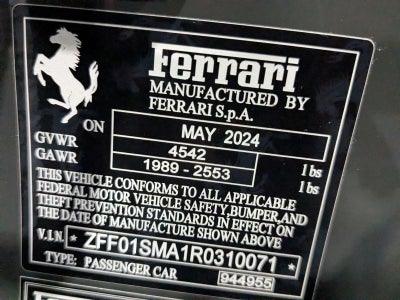 Ferrari
MANUFACTURED BY
FERRARI S.p.A.
ON MAY 2024
GVWR 4542 lbs
GAWR 1989 - 2553 lbs
THIS VEHICLE CONFORMS TO ALL APPLICABLE
FEDERAL MOTOR VEHICLE SAFETY,BUMPER,AND
THEFT PREVENTION STANDARDS IN EFFECT ON
THE DATE OF MANUFACTURE SHOWN ABOVE
V.I.N. * ZFF01SMA1R0310071 *
TYPE: PASSENGER CAR 944955